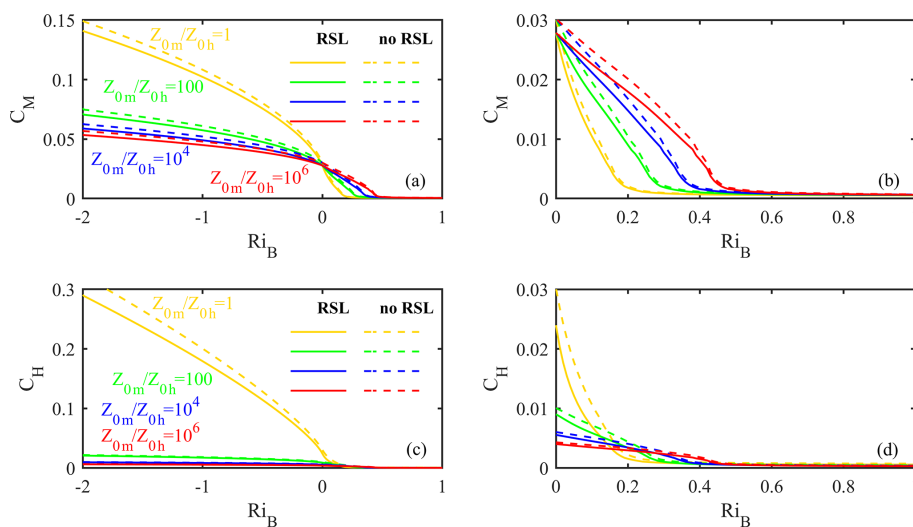 0.15
0.1
0.05
0
C_M
Z_0m/Z_0h=1
Z_0m/Z_0h=100
Z_0m/Z_0h=10^4
Z_0m/Z_0h=10^6
RSL no RSL
(a)
-2 -1 0 1
Ri_B
0.03
0.02
0.01
0
C_M
(b)
0 0.2 0.4 0.6 0.8
Ri_B
0.3
0.2
0.1
0
C_H
Z_0m/Z_0h=1
RSL no RSL
Z_0m/Z_0h=100
Z_0m/Z_0h=10^4
Z_0m/Z_0h=10^6
(c)
-2 -1 0 1
Ri_B
0.03
0.02
0.01
0
C_H
(d)
0 0.2 0.4 0.6 0.8
Ri_B